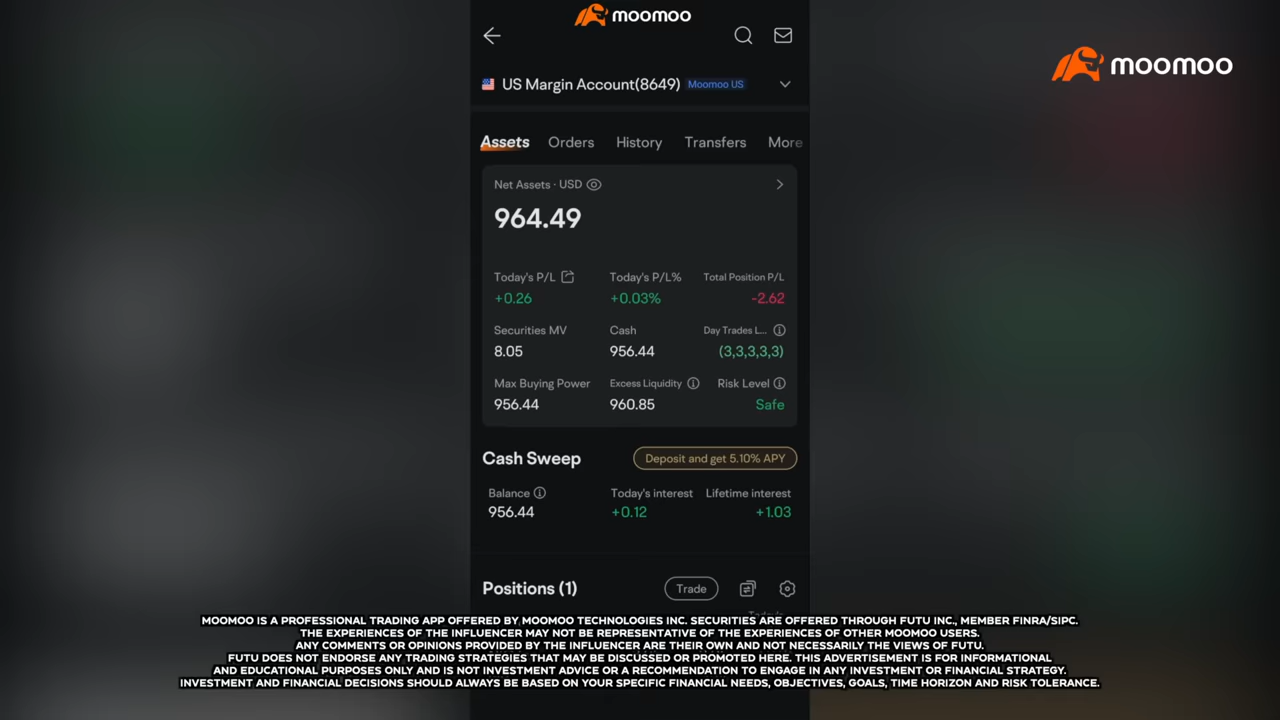 moomoo
moomoo
US Margin Account(8649) Moomoo US
Assets Orders History Transfers More
Net Assets · USD
964.49
Today's P/L Today's P/L% Total Position P/L
+0.26 +0.03% -2.62
Securities MV Cash Day Trades L...
8.05 956.44 (3,3,3,3,3)
Max Buying Power Excess Liquidity Risk Level
956.44 960.85 Safe
Cash Sweep Deposit and get 5.10% APY
Balance Today's interest Lifetime interest
956.44 +0.12 +1.03
Positions (1) Trade
Today's
MOOMOO IS A PROFESSIONAL TRADING APP OFFERED BY MOOMOO TECHNOLOGIES INC. SECURITIES ARE OFFERED THROUGH FUTU INC., MEMBER FINRA/SIPC.
THE EXPERIENCES OF THE INFLUENCER MAY NOT BE REPRESENTATIVE OF THE EXPERIENCES OF OTHER MOOMOO USERS.
ANY COMMENTS OR OPINIONS PROVIDED BY THE INFLUENCER ARE THEIR OWN AND NOT NECESSARILY THE VIEWS OF FUTU.
FUTU DOES NOT ENDORSE ANY TRADING STRATEGIES THAT MAY BE DISCUSSED OR PROMOTED HERE. THIS ADVERTISEMENT IS FOR INFORMATIONAL
AND EDUCATIONAL PURPOSES ONLY AND IS NOT INVESTMENT ADVICE OR A RECOMMENDATION TO ENGAGE IN ANY INVESTMENT OR FINANCIAL STRATEGY.
INVESTMENT AND FINANCIAL DECISIONS SHOULD ALWAYS BE BASED ON YOUR SPECIFIC FINANCIAL NEEDS, OBJECTIVES, GOALS, TIME HORIZON AND RISK TOLERANCE.